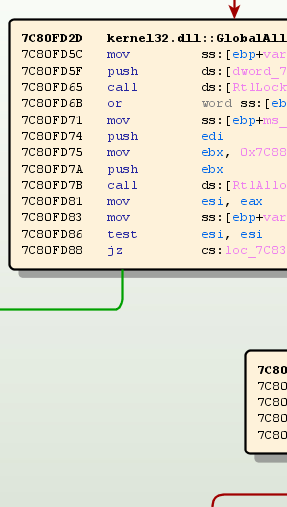 7C80FD2D kernel32.dll::GlobalAll
7C80FD5C mov ss:[ebp+var
7C80FD5F push ds:[dword_7
7C80FD65 call ds:[RtlLock
7C80FD6B or word ss:[eb
7C80FD71 mov ss:[ebp+ms_
7C80FD74 push edi
7C80FD75 mov ebx, 0x7C88
7C80FD7A push ebx
7C80FD7B call ds:[RtlAllo
7C80FD81 mov esi, eax
7C80FD83 mov ss:[ebp+var
7C80FD86 test esi, esi
7C80FD88 jz cs:loc_7C83
7C80
7C80
7C80
7C80
7C80